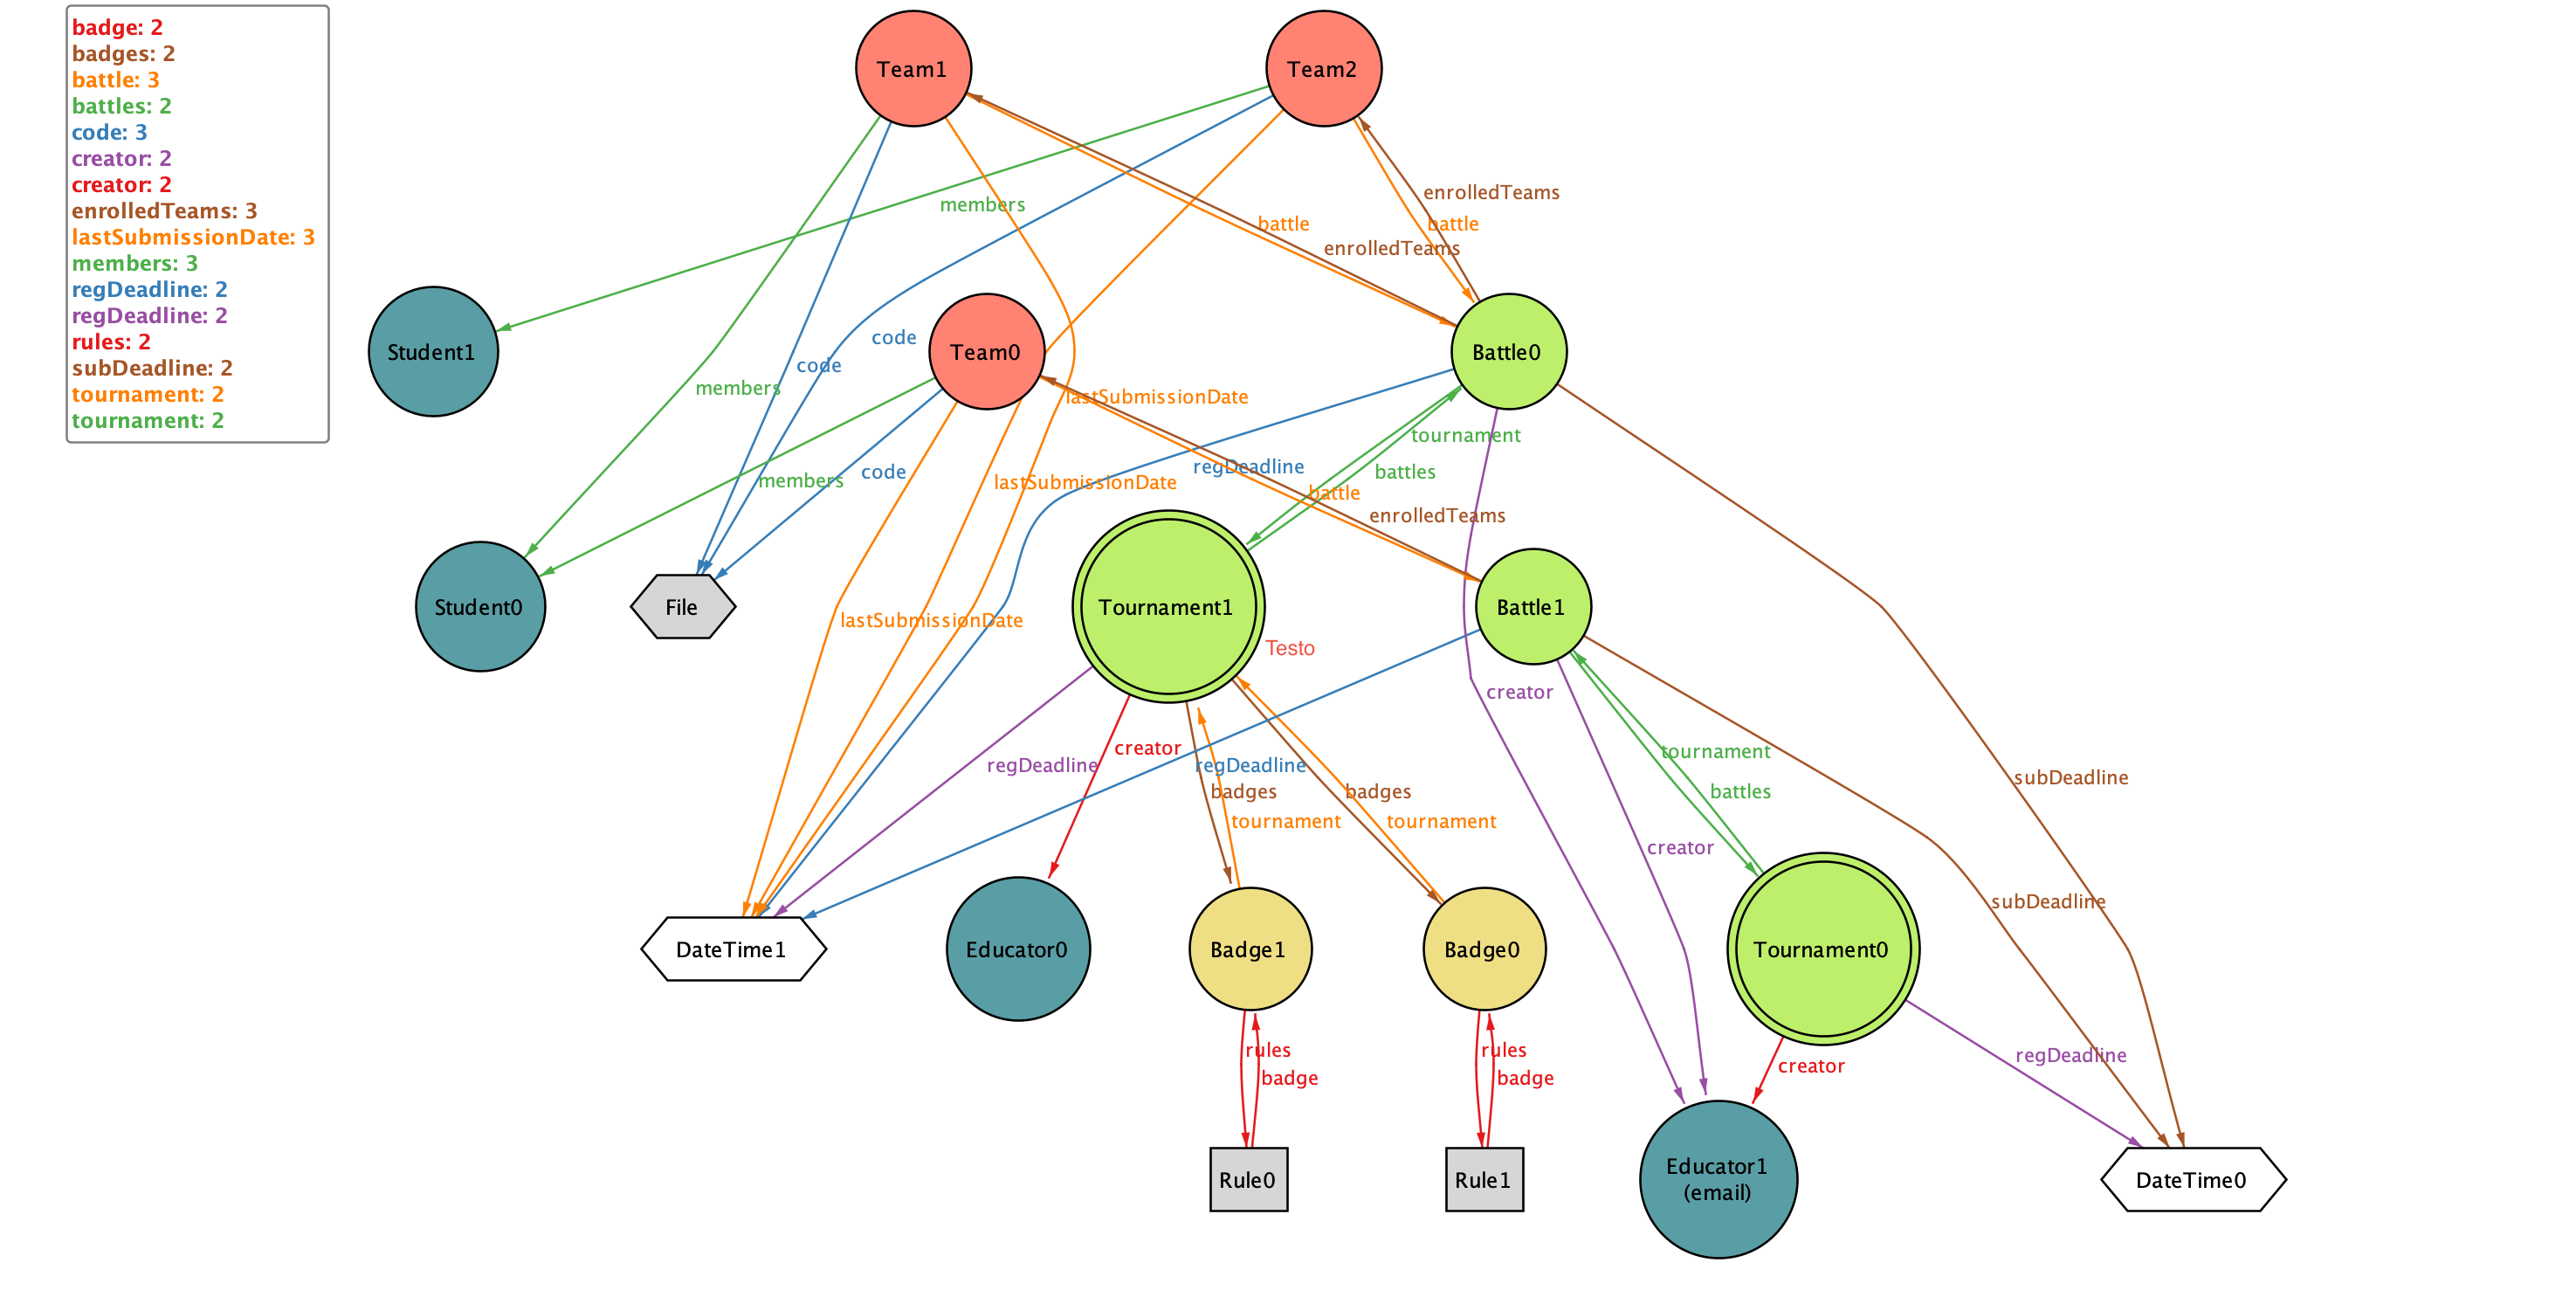 badge: 2
badges: 2
battle: 3
battles: 2
code: 3
creator: 2
creator: 2
enrolledTeams: 3
lastSubmissionDate: 3
members: 3
regDeadline: 2
regDeadline: 2
rules: 2
subDeadline: 2
tournament: 2
tournament: 2
Team1
Team2
enrolledTeams
members
battle
battle
enrolledTeams
code
Student1
Team0
Battle0
code
members
lastSubmissionDate
tournament
regDeadline
battles
code
members
lastSubmissionDate
battle
enrolledTeams
Student0
File
Tournament1
Battle1
lastSubmissionDate
Testo
creator
creator
tournament
regDeadline
regDeadline
subDeadline
badges
badges
battles
tournament
tournament
creator
subDeadline
DateTime1
Educator0
Badge1
Badge0
Tournament0
rules
rules
regDeadline
creator
badge
badge
Rule0
Rule1
Educator1
(email)
DateTime0